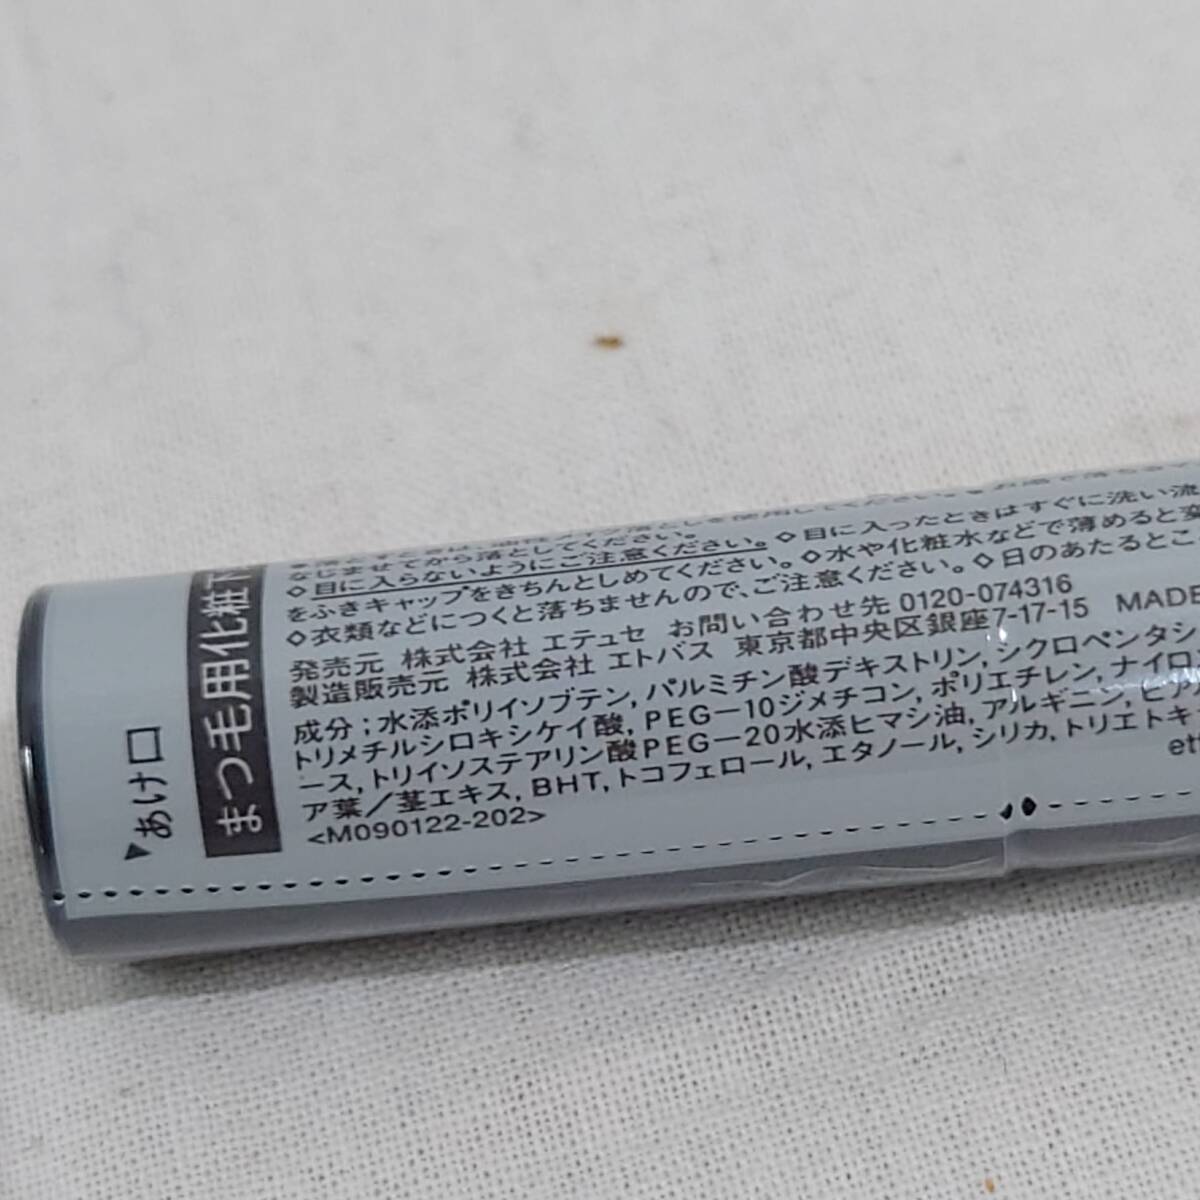 あけ口
まつ毛用化粧下
なじませてから落としてください。
◇目に入らないようにご注意ください。◇目に入ったときはすぐに洗い流
をふきキャップをきちんとしめてください。◇水や化粧水などで薄めると変
◇衣類などにつくと落ちませんので、ご注意ください。◇日のあたるとこ
発売元 株式会社 エテュセ お問い合わせ先 0120-074316
製造販売元 株式会社 エトバス 東京都中央区銀座7-17-15 MADE
成分;水添ポリイソブテン,パルミチン酸デキストリン,シクロペンタシ
トリメチルシロキシケイ酸,PEG-10ジメチコン,ポリエチレン,ナイロン
ース,トリイソステアリン酸PEG-20水添ヒマシ油,アルギニン,ヒア
ア葉/茎エキス,BHT,トコフェロール,エタノール,シリカ,トリエトキ
<M090122-202>
ett